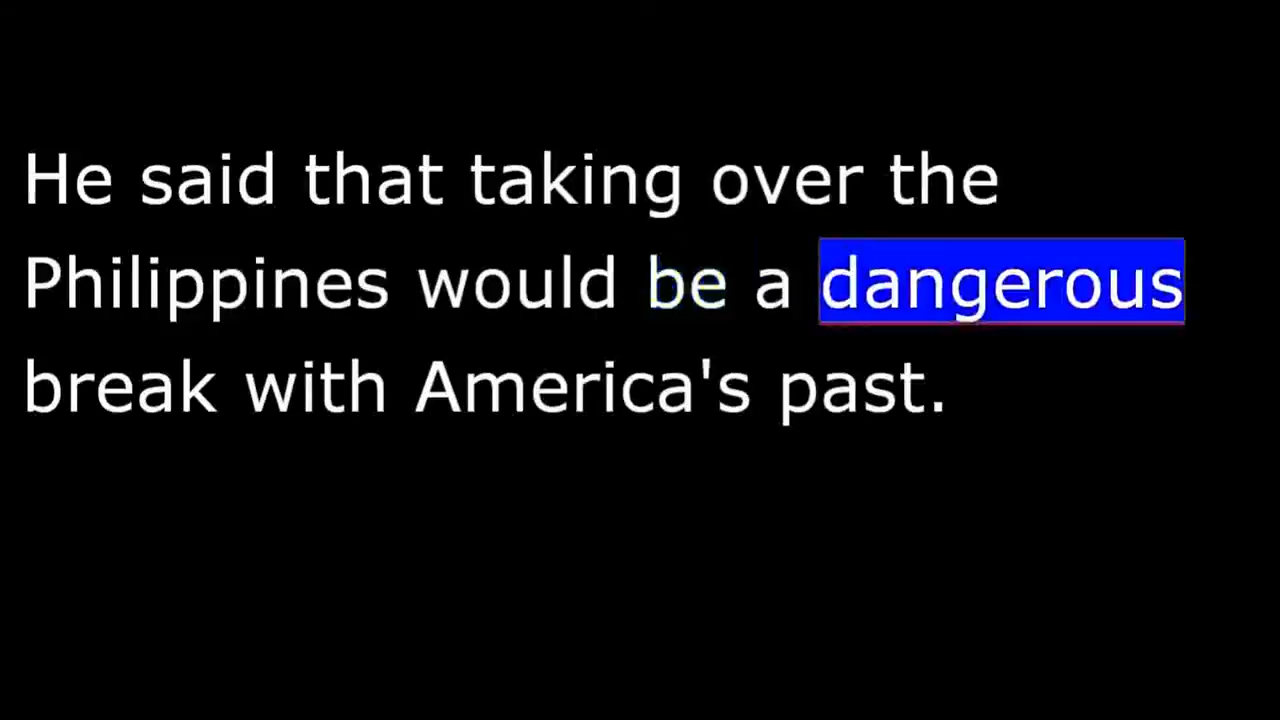 He said that taking over the
Philippines would be a dangerous
break with America's past.